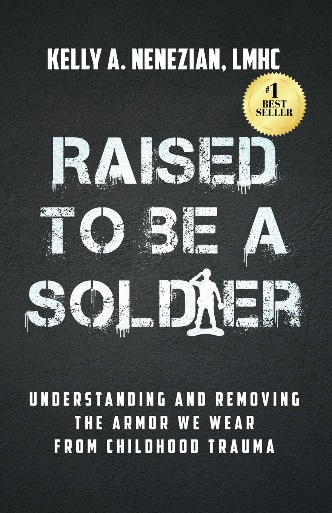 KELLY A. NENEZIAN, LMHC
#1
BEST
SELLER
RAISED
TO BE A
SOLDIER
UNDERSTANDING AND REMOVING
THE ARMOR WE WEAR
FROM CHILDHOOD TRAUMA